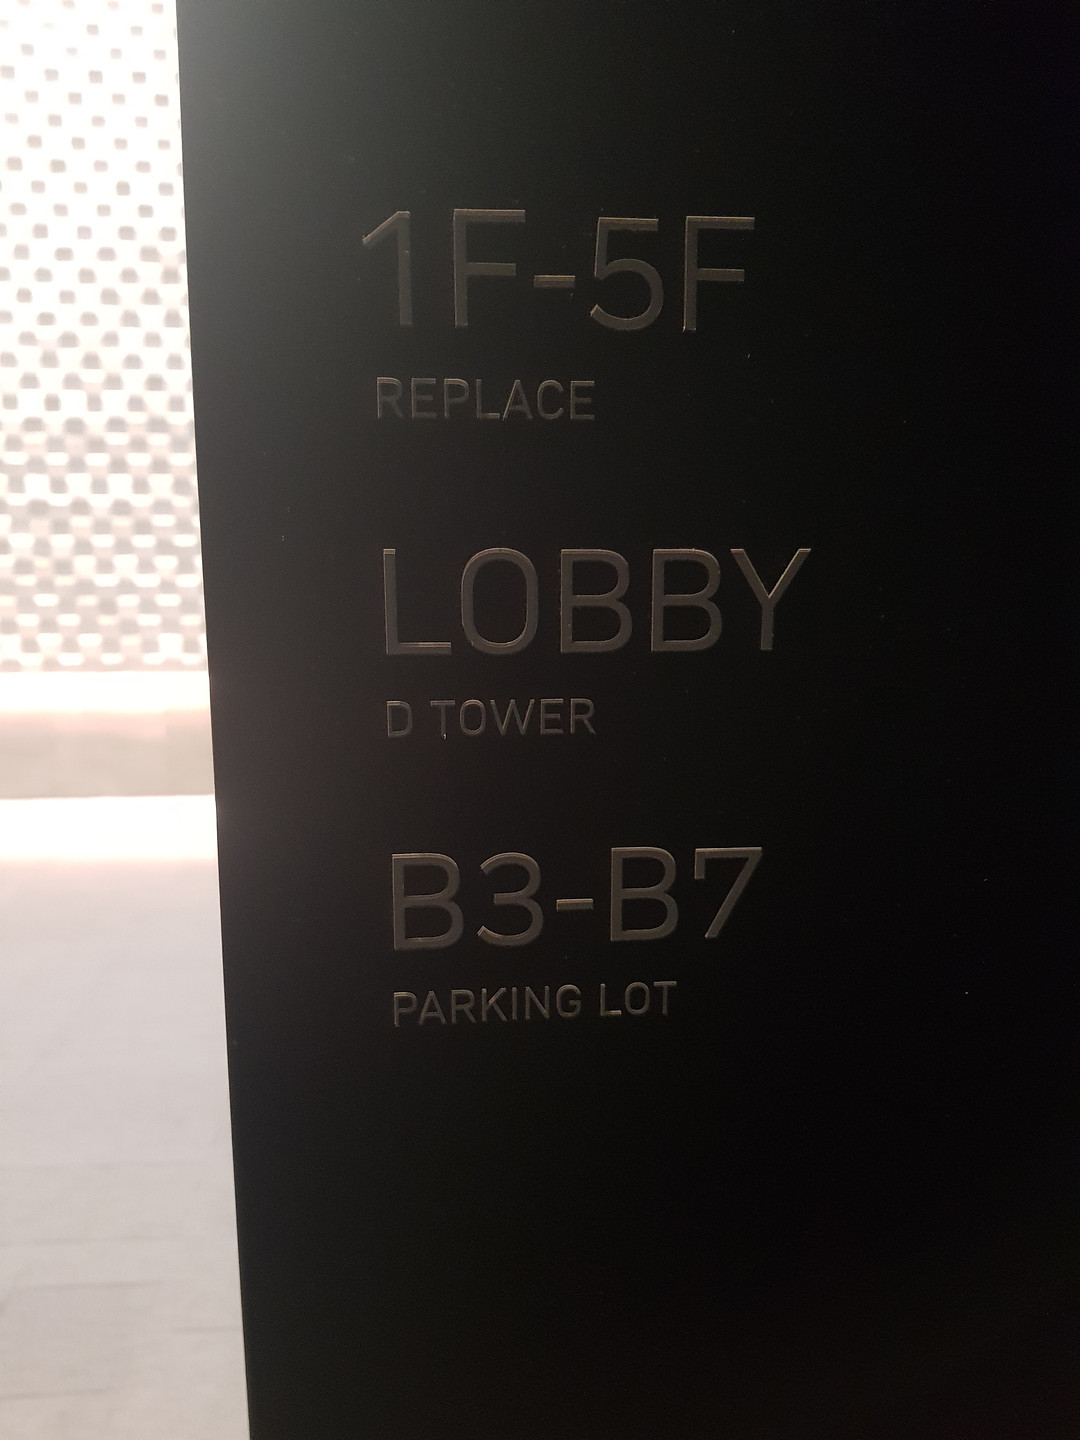 1F-5F
REPLACE
LOBBY
D TOWER
B3-B7
PARKING LOT